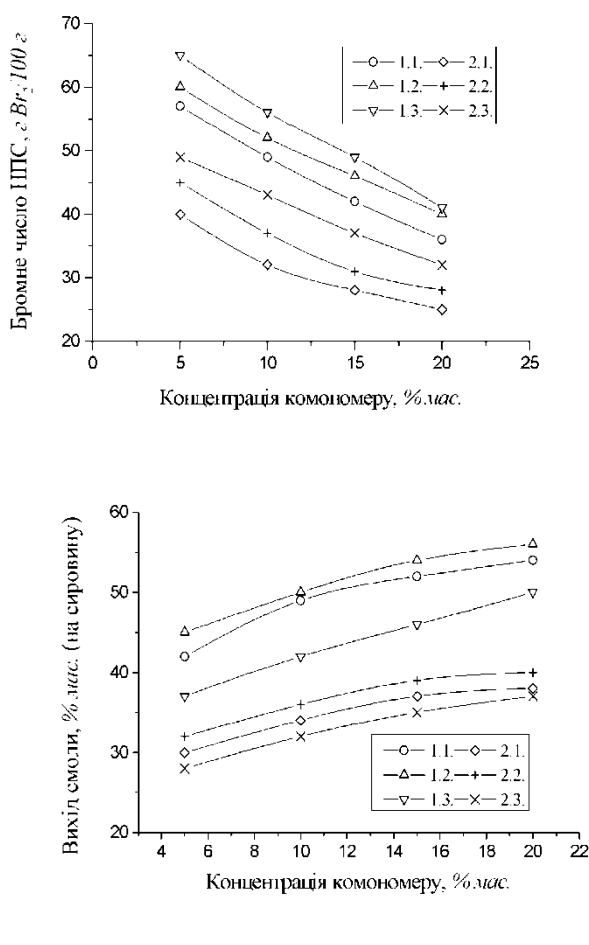 70
60
50
40
30
20
Бромне число НПС, г Br2/100 г
1.1. 2.1.
1.2. 2.2.
1.3. 2.3.
0 5 10 15 20 25
Концентрація комономеру, % мас.
60
50
40
30
20
Вихід смоли, % мас. (на сировину)
1.1. 2.1.
1.2. 2.2.
1.3. 2.3.
4 6 8 10 12 14 16 18 20 22
Концентрація комономеру, % мас.